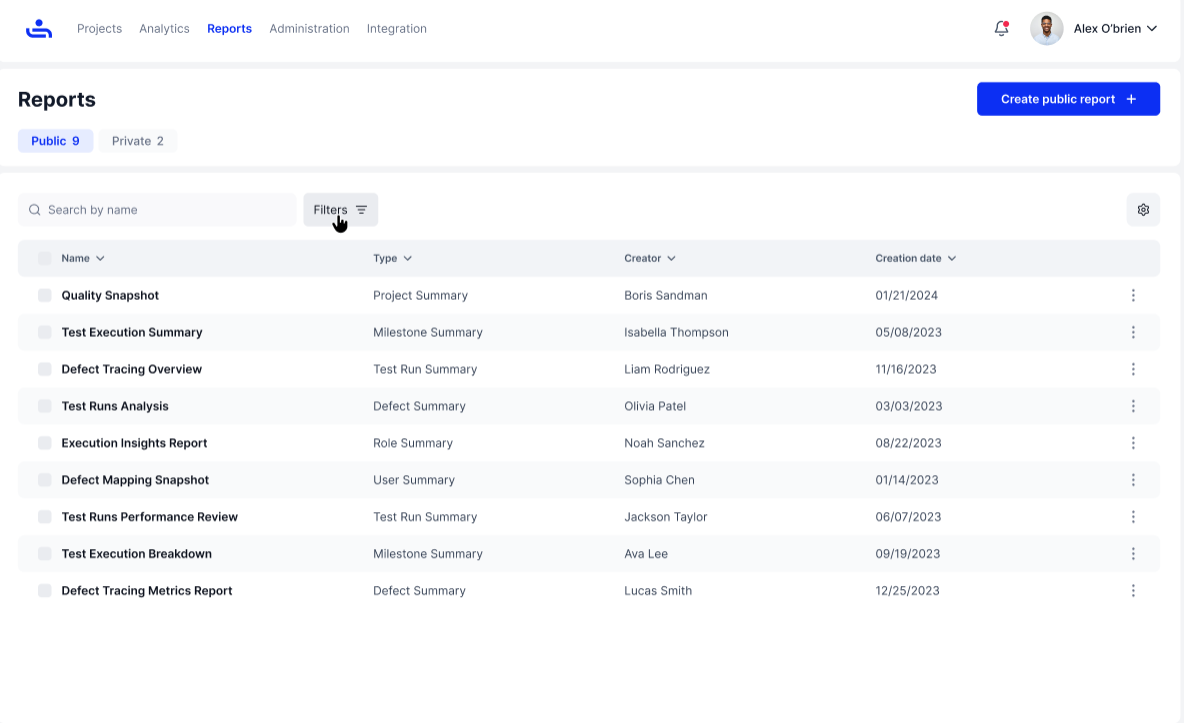 Projects Analytics Reports Administration Integration Alex O'brien
Reports
Create public report +
Public 9 Private 2
Search by name Filters
Name Type Creator Creation date
Quality Snapshot Project Summary Boris Sandman 01/21/2024
Test Execution Summary Milestone Summary Isabella Thompson 05/08/2023
Defect Tracing Overview Test Run Summary Liam Rodriguez 11/16/2023
Test Runs Analysis Defect Summary Olivia Patel 03/03/2023
Execution Insights Report Role Summary Noah Sanchez 08/22/2023
Defect Mapping Snapshot User Summary Sophia Chen 01/14/2023
Test Runs Performance Review Test Run Summary Jackson Taylor 06/07/2023
Test Execution Breakdown Milestone Summary Ava Lee 09/19/2023
Defect Tracing Metrics Report Defect Summary Lucas Smith 12/25/2023